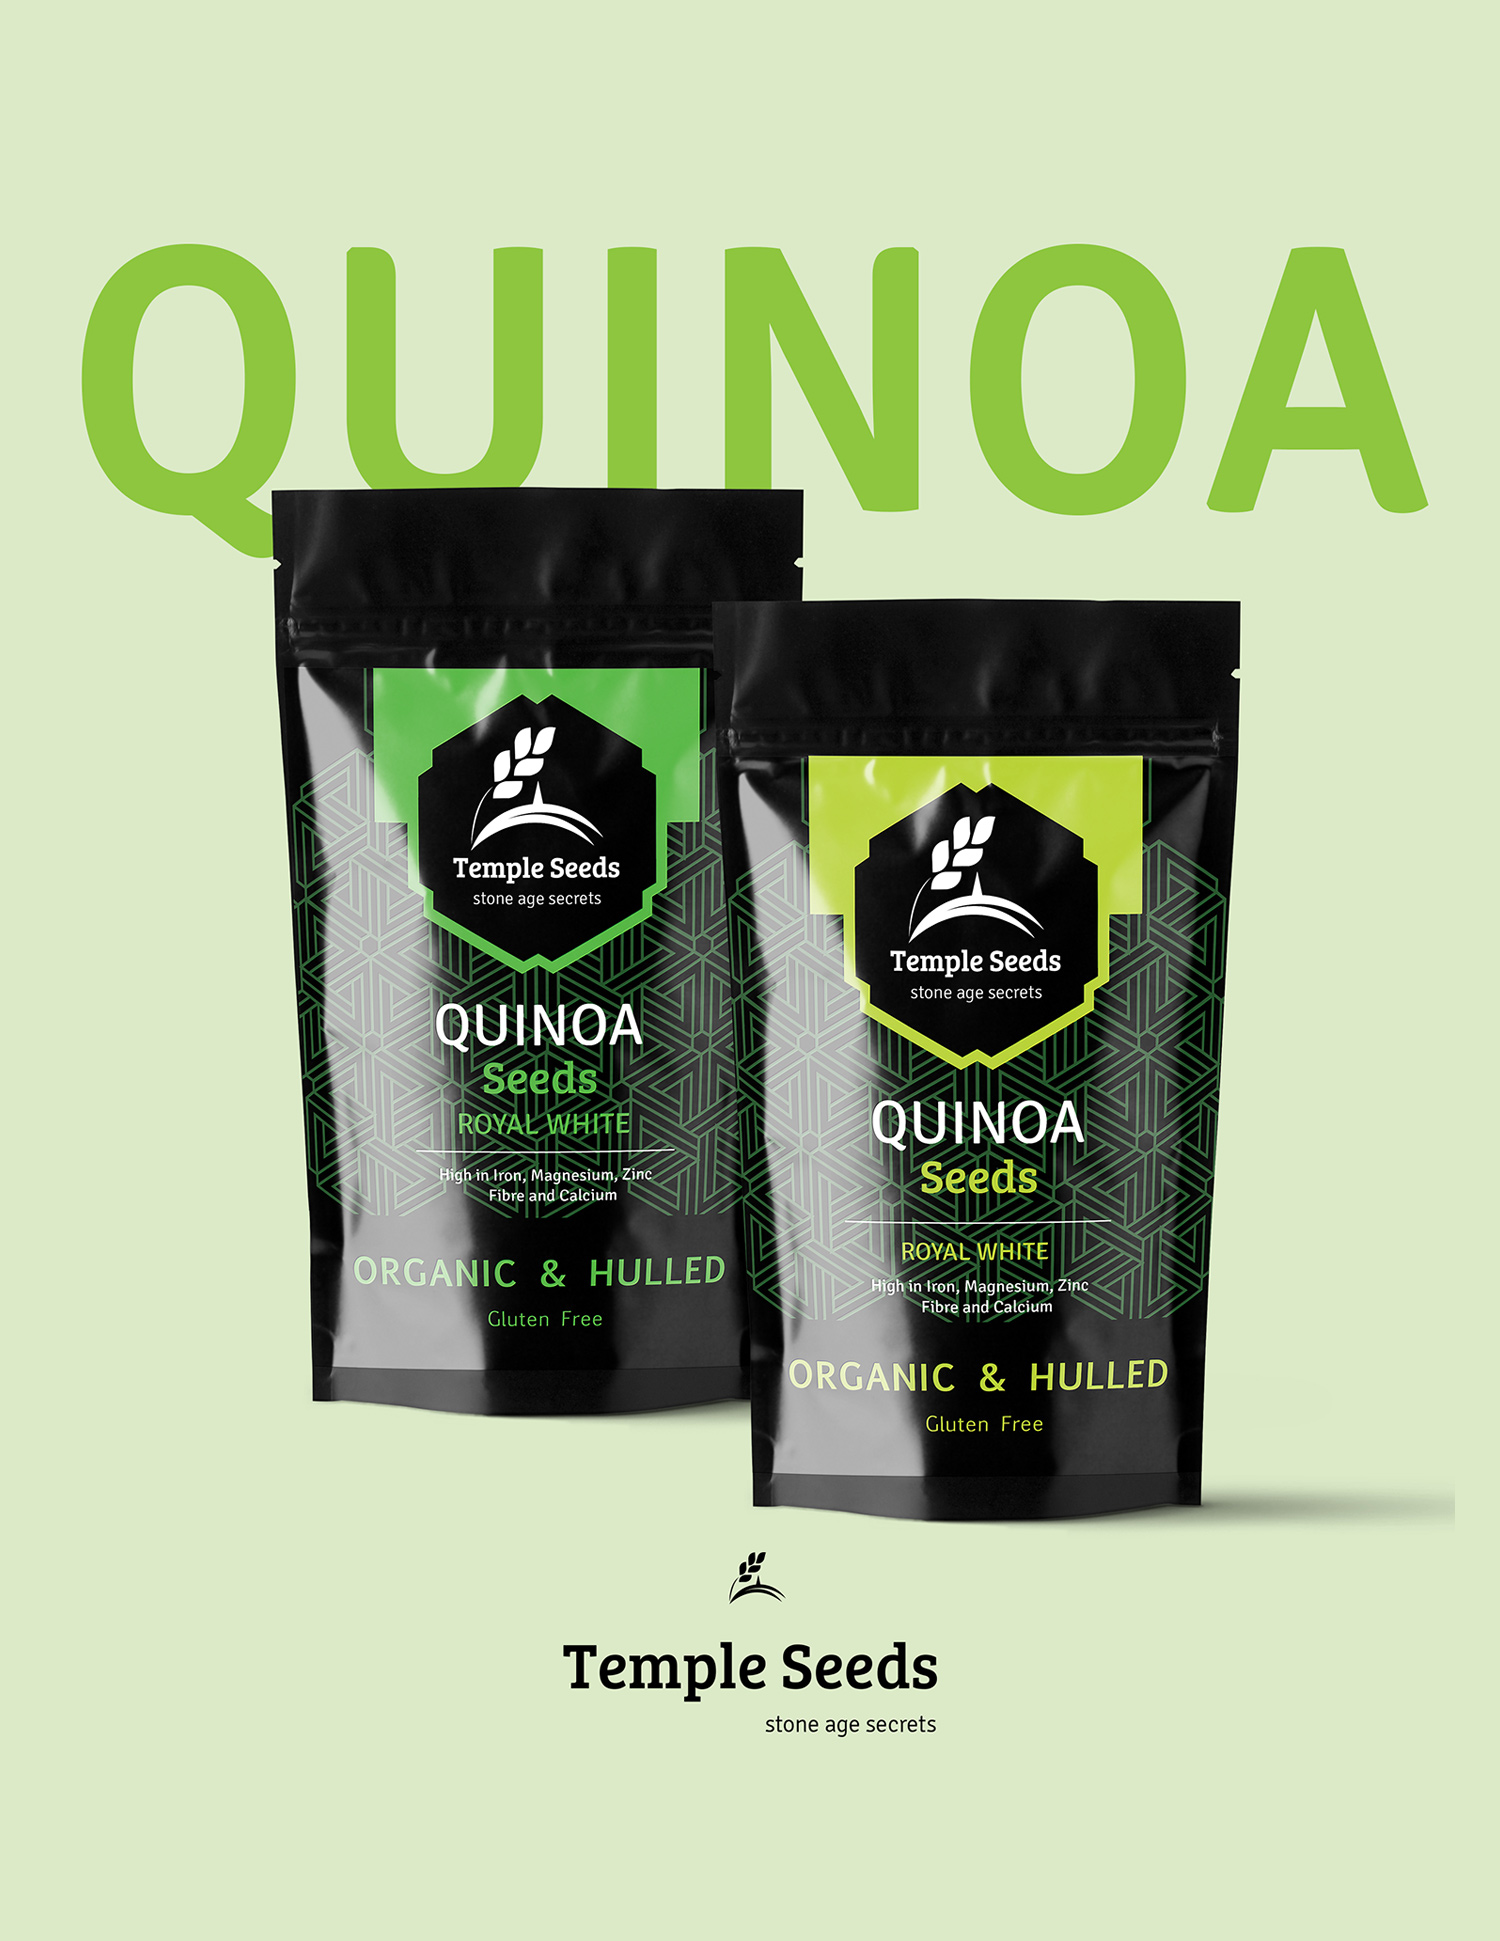 QUINOA
Temple Seeds
stone age secrets
QUINOA
Seeds
ROYAL WHITE
High in Iron, Magnesium, Zinc
Fibre and Calcium
ORGANIC & HULLED
Gluten Free
Temple Seeds
stone age secrets
QUINOA
Seeds
ROYAL WHITE
High in Iron, Magnesium, Zinc
Fibre and Calcium
ORGANIC & HULLED
Gluten Free
Temple Seeds
stone age secrets